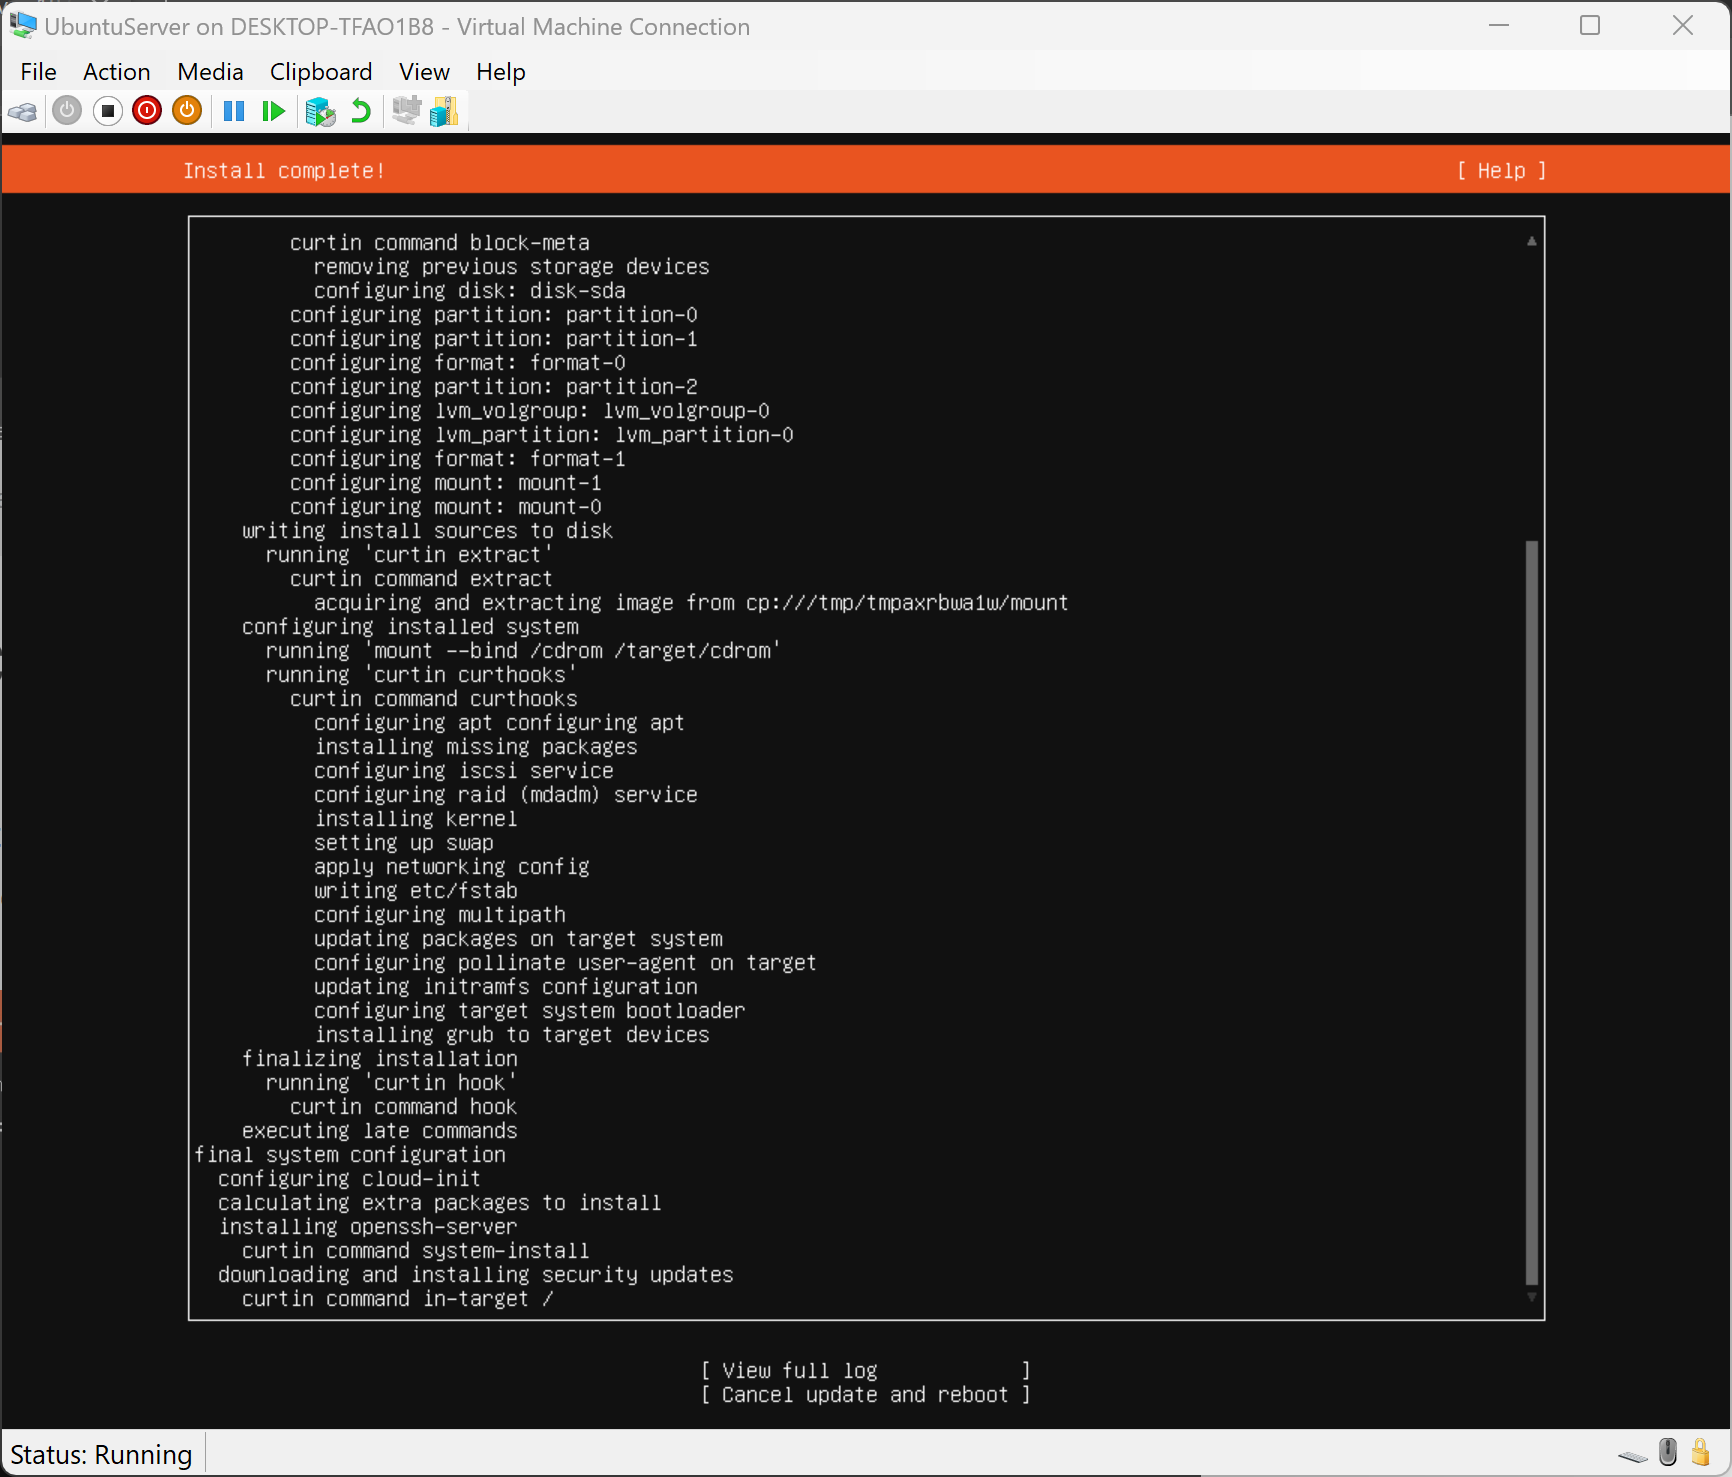 UbuntuServer on DESKTOP-TFAO1B8 - Virtual Machine Connection
File Action Media Clipboard View Help
Install complete! [ Help ]
curtin command block-meta
removing previous storage devices
configuring disk: disk-sda
configuring partition: partition-0
configuring partition: partition-1
configuring format: format-0
configuring partition: partition-2
configuring lvm_volgroup: lvm_volgroup-0
configuring lvm_partition: lvm_partition-0
configuring format: format-1
configuring mount: mount-1
configuring mount: mount-0
writing install sources to disk
running 'curtin extract'
curtin command extract
acquiring and extracting image from cp:///tmp/tmpaxrbwa1w/mount
configuring installed system
running 'mount --bind /cdrom /target/cdrom'
running 'curtin curthooks'
curtin command curthooks
configuring apt configuring apt
installing missing packages
configuring iscsi service
configuring raid (mdadm) service
installing kernel
setting up swap
apply networking config
writing etc/fstab
configuring multipath
updating packages on target system
configuring pollinate user-agent on target
updating initramfs configuration
configuring target system bootloader
installing grub to target devices
finalizing installation
running 'curtin hook'
curtin command hook
executing late commands
final system configuration
configuring cloud-init
calculating extra packages to install
installing openssh-server
curtin command system-install
downloading and installing security updates
curtin command in-target /
[ View full log ]
[ Cancel update and reboot ]
Status: Running